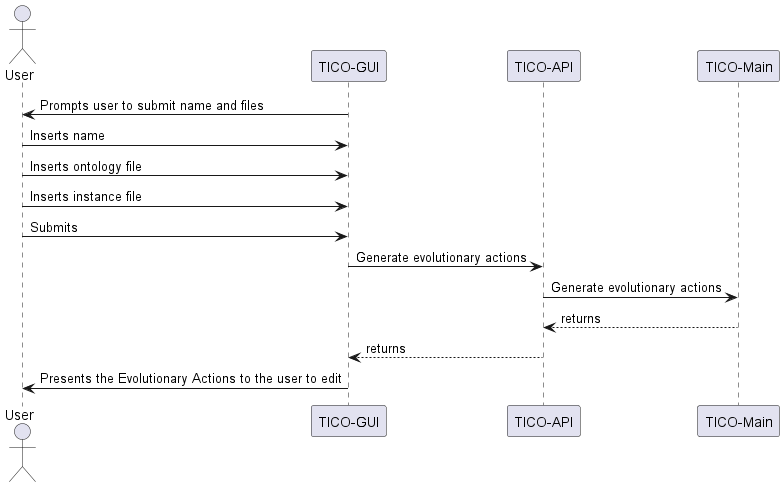 User
TICO-GUI
TICO-API
TICO-Main
Prompts user to submit name and files
Inserts name
Inserts ontology file
Inserts instance file
Submits
Generate evolutionary actions
Generate evolutionary actions
returns
returns
Presents the Evolutionary Actions to the user to edit
User
TICO-GUI
TICO-API
TICO-Main